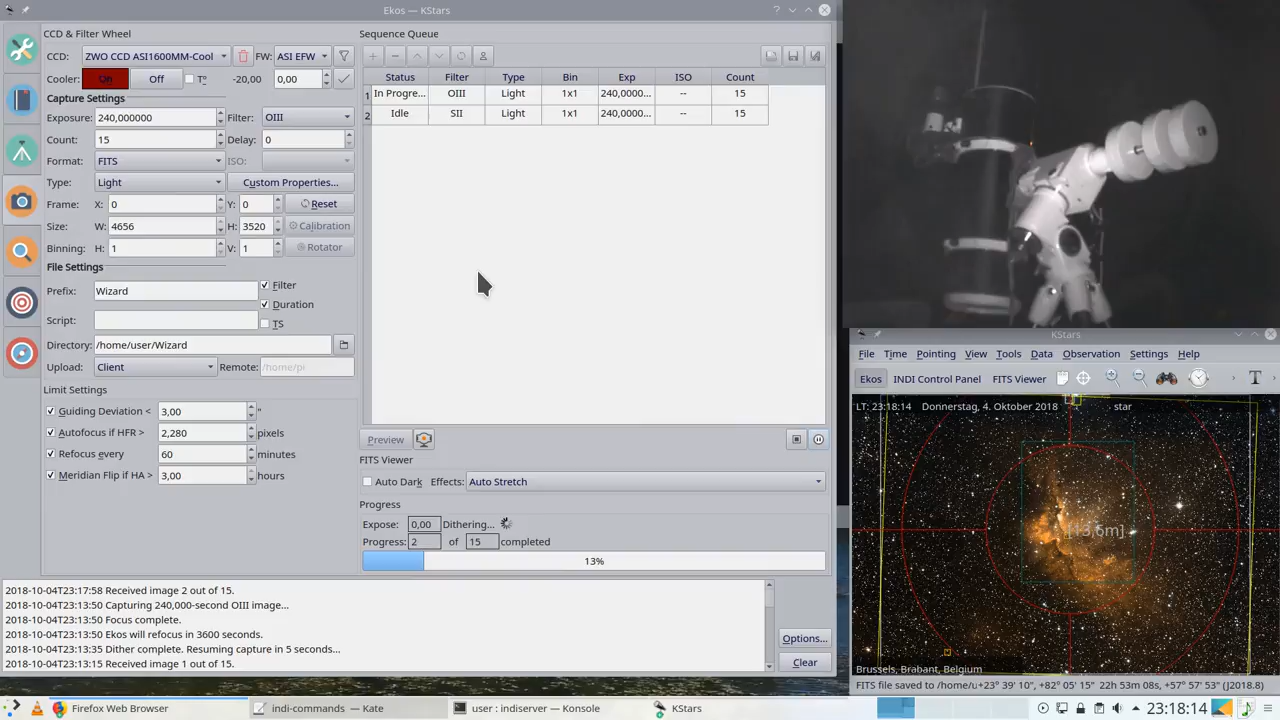 Ekos — KStars
CCD & Filter Wheel
CCD: ZWO CCD ASI1600MM-Cool FW: ASI EFW
Cooler: On Off T° -20,00 0,00
Capture Settings
Exposure: 240,000000 Filter: OIII
Count: 15 Delay: 0
Format: FITS ISO:
Type: Light Custom Properties...
Frame: X: 0 Y: 0 Reset
Size: W: 4656 H: 3520 Calibration
Binning: H: 1 V: 1 Rotator
File Settings
Prefix: Wizard Filter
Duration
Script: TS
Directory: /home/user/Wizard
Upload: Client Remote: /home/pi
Limit Settings
Guiding Deviation < 3,00 "
Autofocus if HFR > 2,280 pixels
Refocus every 60 minutes
Meridian Flip if HA > 3,00 hours
Sequence Queue
Status Filter Type Bin Exp ISO Count
1 In Progre... OIII Light 1x1 240,0000... -- 15
2 Idle SII Light 1x1 240,0000... -- 15
Preview
FITS Viewer
Auto Dark Effects: Auto Stretch
Progress
Expose: 0,00 Dithering...
Progress: 2 of 15 completed
13%
2018-10-04T23:17:58 Received image 2 out of 15.
2018-10-04T23:13:50 Capturing 240,000-second OIII image...
2018-10-04T23:13:50 Focus complete.
2018-10-04T23:13:50 Ekos will refocus in 3600 seconds.
2018-10-04T23:13:35 Dither complete. Resuming capture in 5 seconds...
2018-10-04T23:13:15 Received image 1 out of 15.
Options...
Clear
KStars
File Time Pointing View Tools Data Observation Settings Help
Ekos INDI Control Panel FITS Viewer T
LT: 23:18:14 Donnerstag, 4. Oktober 2018 star
[13,6m]
Brussels, Brabant, Belgium
FITS file saved to /home/u +23° 39' 10", +82° 05' 15" 22h 53m 08s, +57° 57' 53" (J2018.8)
Firefox Web Browser indi-commands — Kate user : indiserver — Konsole KStars 23:18:14